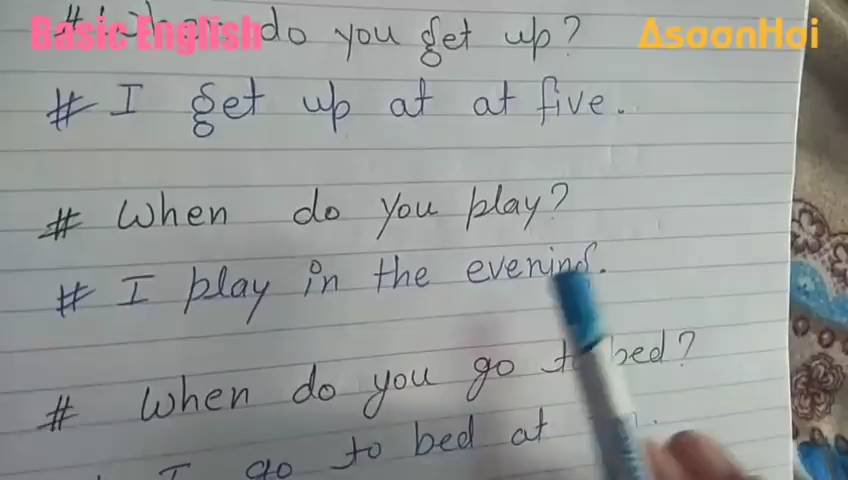 Basic English
AsaanHai
# When do you get up?
# I get up at at five.
# When do you play?
# I play in the evening.
# When do you go to bed?
I go to bed at